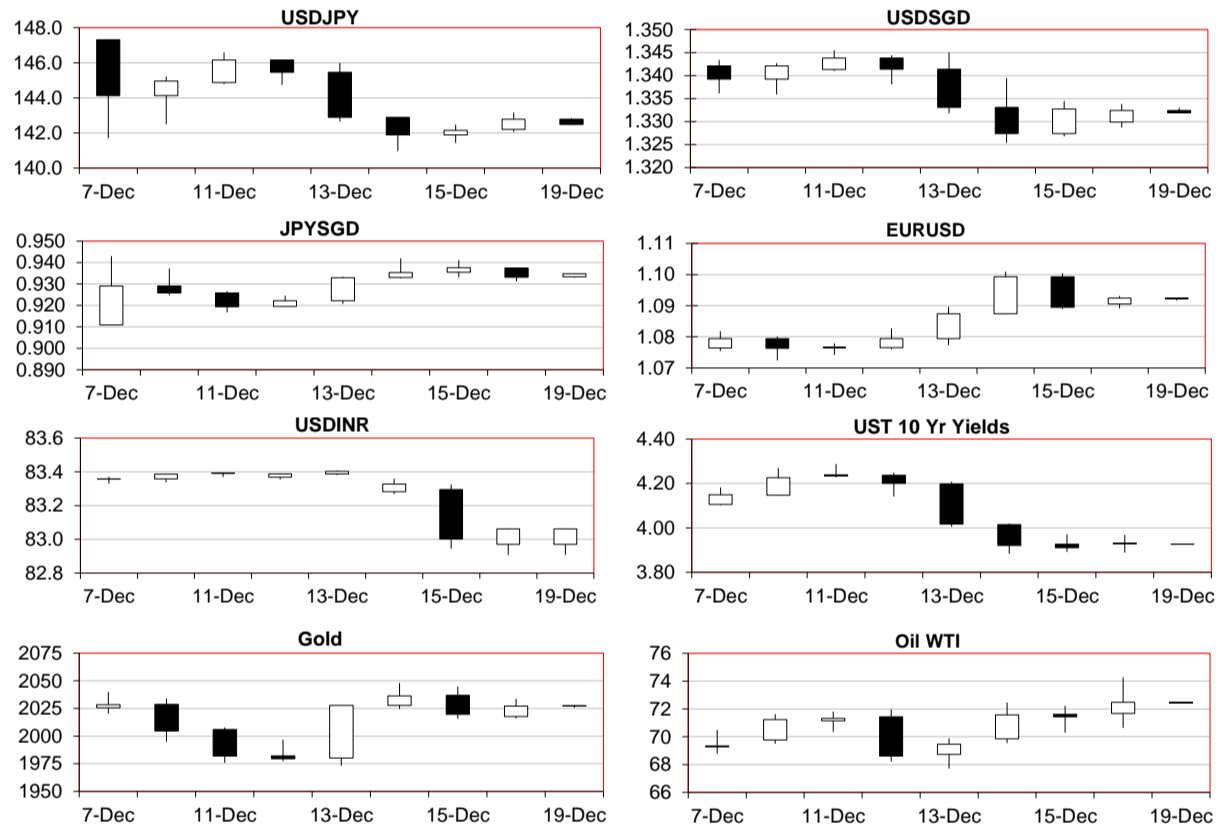 USDJPY
148.0
146.0
144.0
142.0
140.0
7-Dec 11-Dec 13-Dec 15-Dec 19-Dec
USDSGD
1.350
1.345
1.340
1.335
1.330
1.325
1.320
7-Dec 11-Dec 13-Dec 15-Dec 19-Dec
JPYSGD
0.950
0.940
0.930
0.920
0.910
0.900
0.890
7-Dec 11-Dec 13-Dec 15-Dec 19-Dec
EURUSD
1.11
1.10
1.09
1.08
1.07
7-Dec 11-Dec 13-Dec 15-Dec 19-Dec
USDINR
83.6
83.4
83.2
83.0
82.8
7-Dec 11-Dec 13-Dec 15-Dec 19-Dec
UST 10 Yr Yields
4.40
4.20
4.00
3.80
7-Dec 11-Dec 13-Dec 15-Dec 19-Dec
Gold
2075
2050
2025
2000
1975
1950
7-Dec 11-Dec 13-Dec 15-Dec 19-Dec
Oil WTI
76
74
72
70
68
66
7-Dec 11-Dec 13-Dec 15-Dec 19-Dec